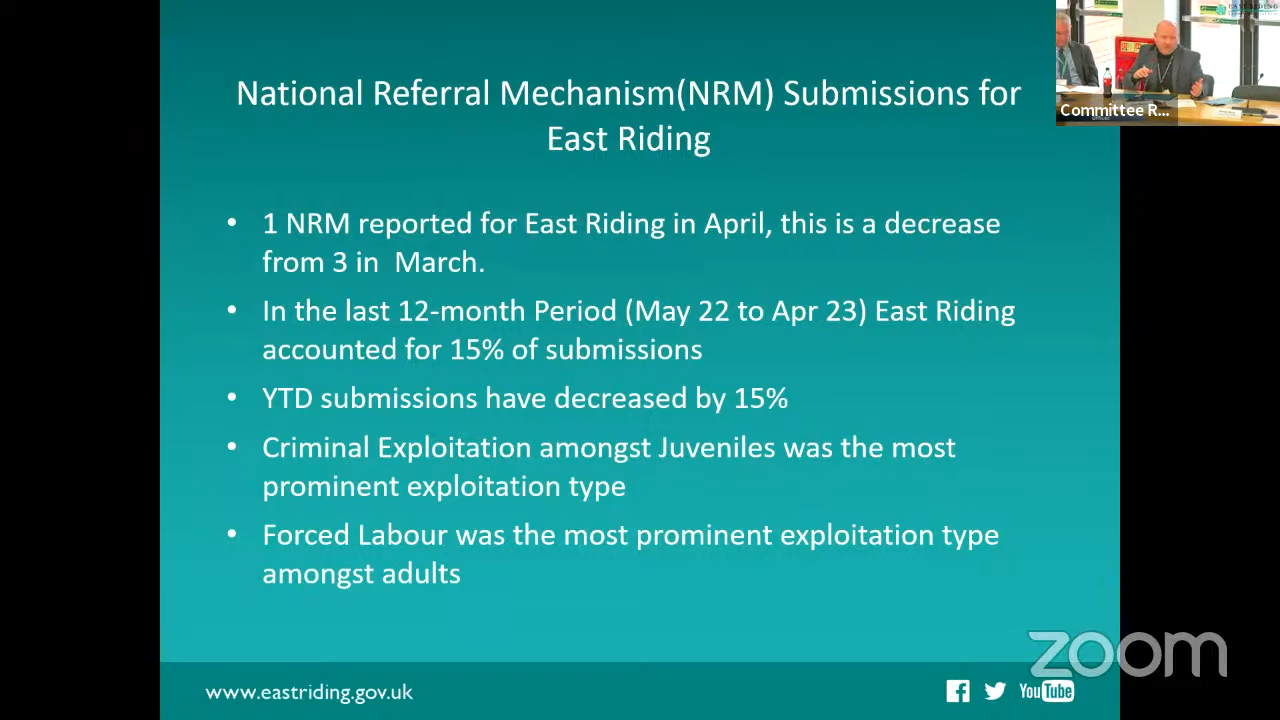 National Referral Mechanism(NRM) Submissions for
East Riding
• 1 NRM reported for East Riding in April, this is a decrease
from 3 in March.
• In the last 12-month Period (May 22 to Apr 23) East Riding
accounted for 15% of submissions
• YTD submissions have decreased by 15%
• Criminal Exploitation amongst Juveniles was the most
prominent exploitation type
• Forced Labour was the most prominent exploitation type
amongst adults
www.eastriding.gov.uk
YouTube
Committee R...
EAST RIDING
zoom